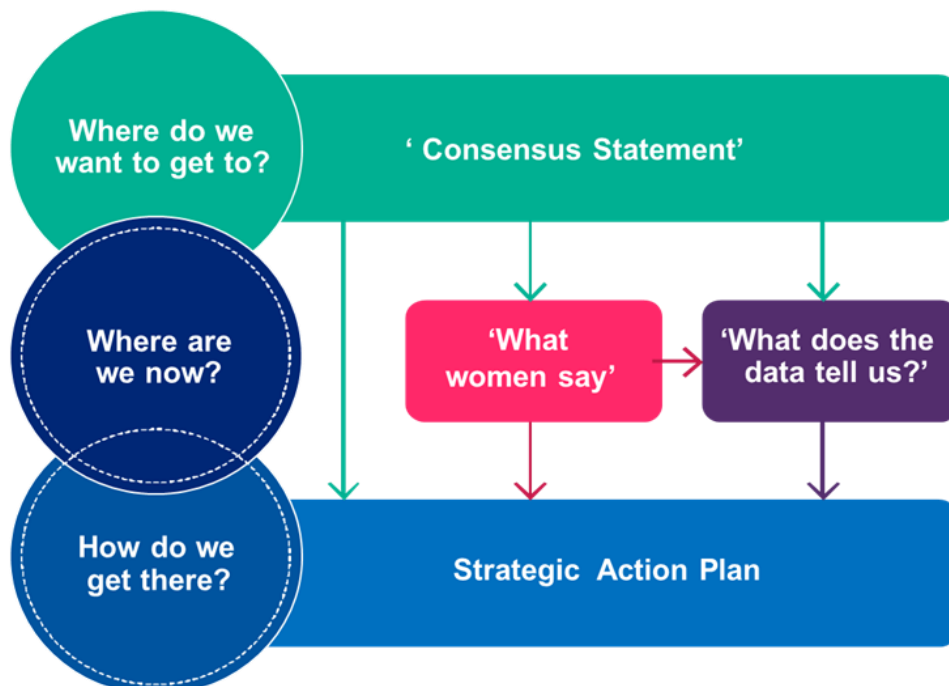 Where do we
want to get to?
‘ Consensus Statement’
Where are
we now?
‘What
women say’
‘What does the
data tell us?’
How do we
get there?
Strategic Action Plan